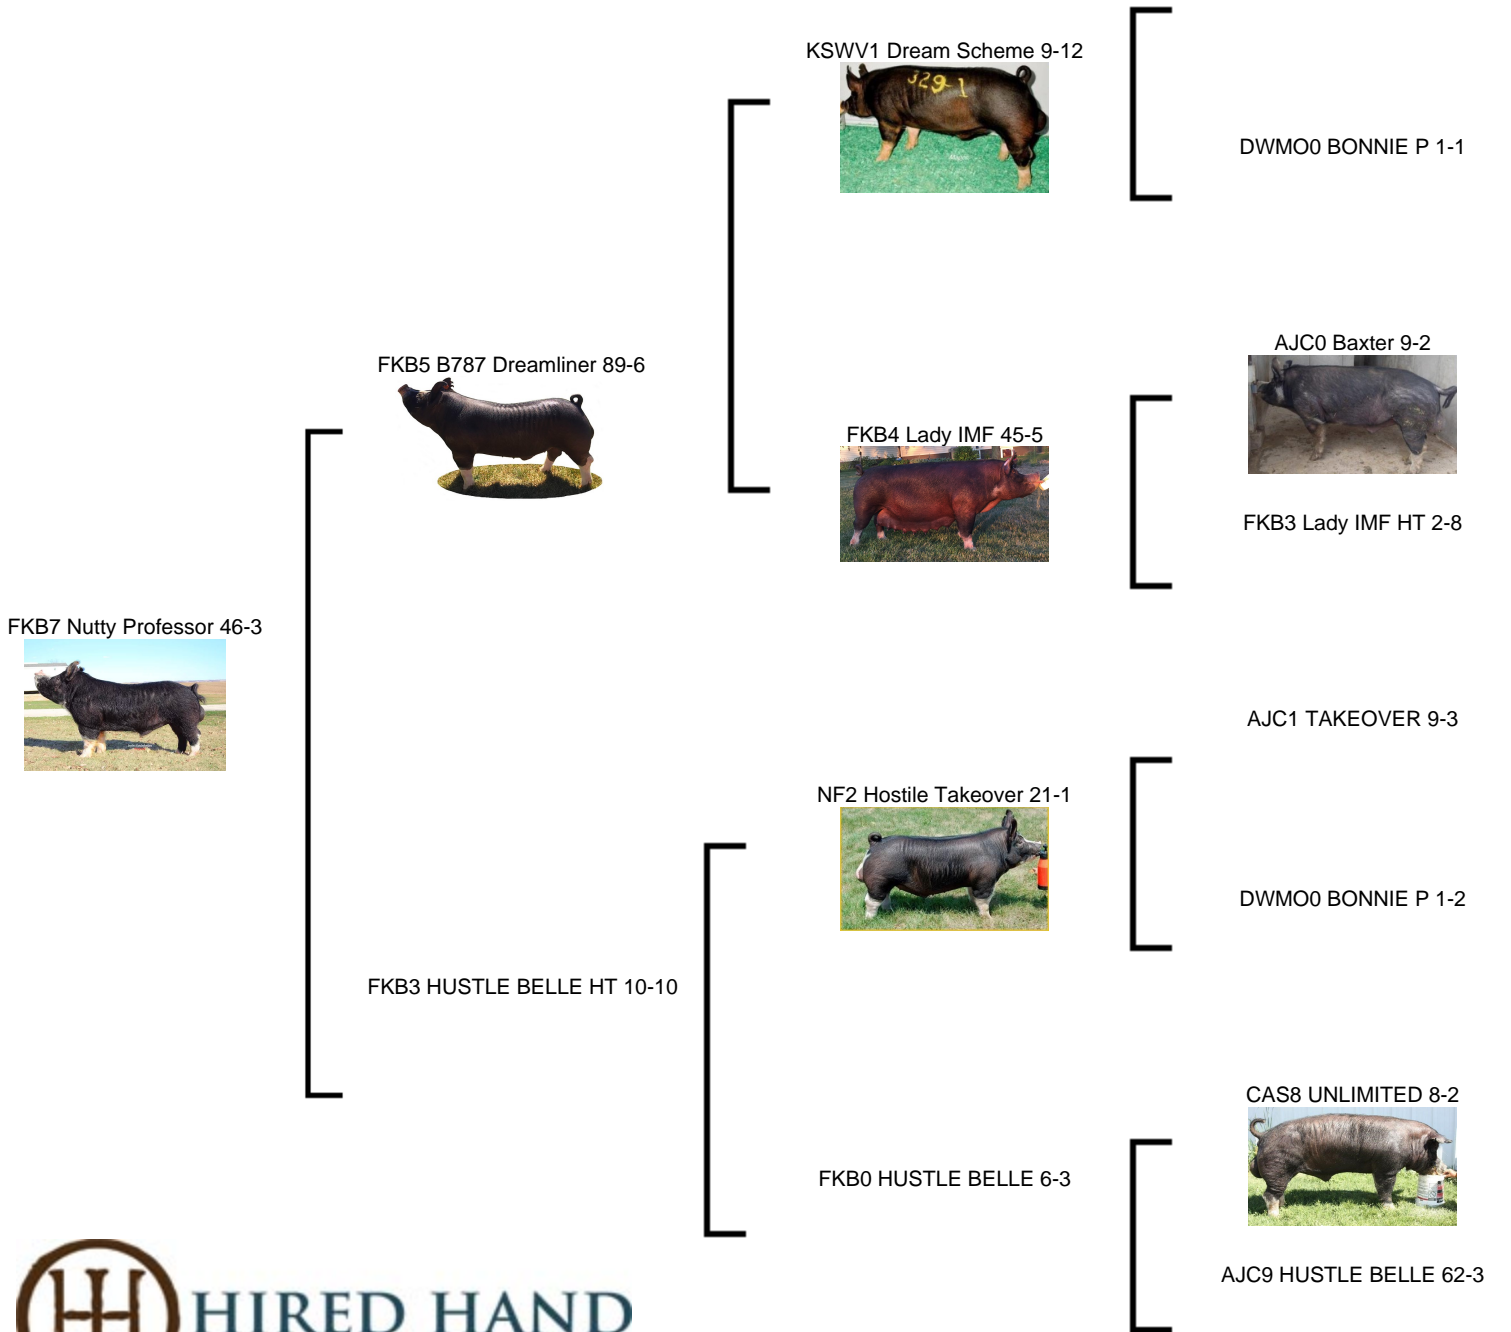 KSWV1 Dream Scheme 9-12
329-1
DWMO0 BONNIE P 1-1
AJC0 Baxter 9-2
FKB5 B787 Dreamliner 89-6
FKB4 Lady IMF 45-5
FKB3 Lady IMF HT 2-8
FKB7 Nutty Professor 46-3
AJC1 TAKEOVER 9-3
NF2 Hostile Takeover 21-1
DWMO0 BONNIE P 1-2
FKB3 HUSTLE BELLE HT 10-10
CAS8 UNLIMITED 8-2
FKB0 HUSTLE BELLE 6-3
AJC9 HUSTLE BELLE 62-3
HIRED HAND